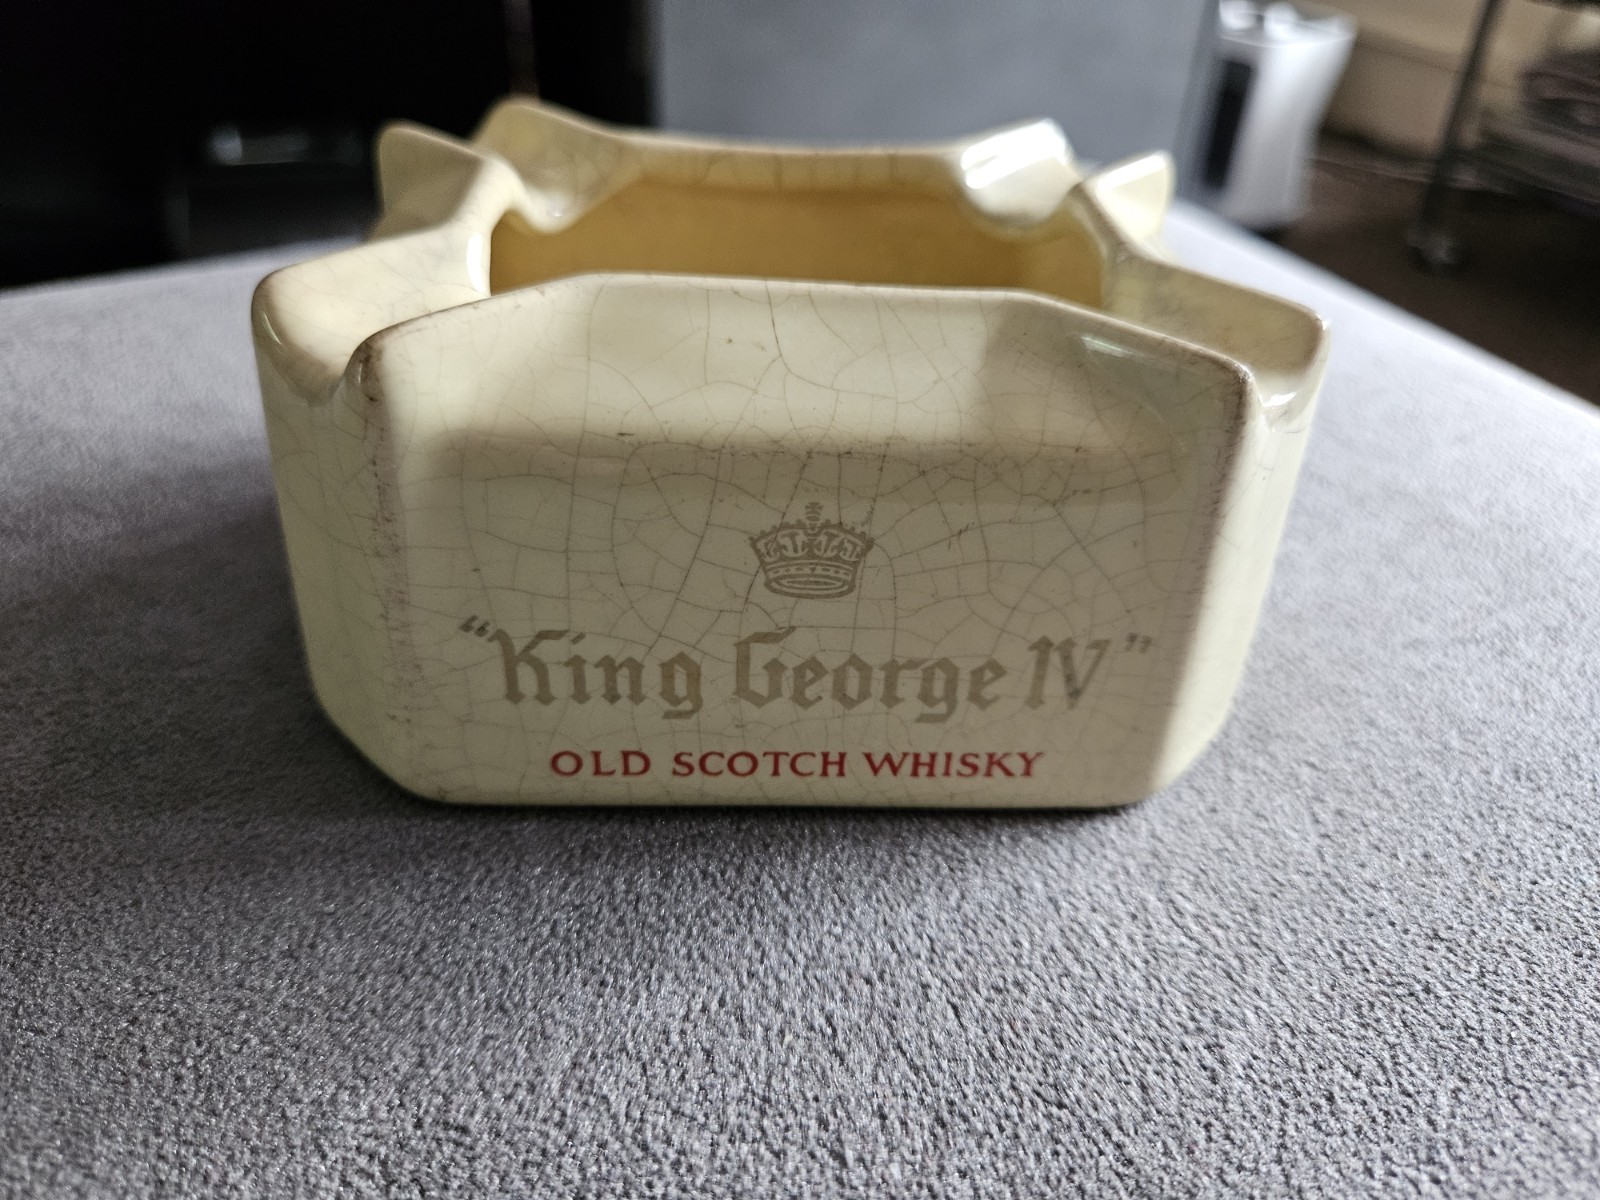 “King George IV”
OLD SCOTCH WHISKY